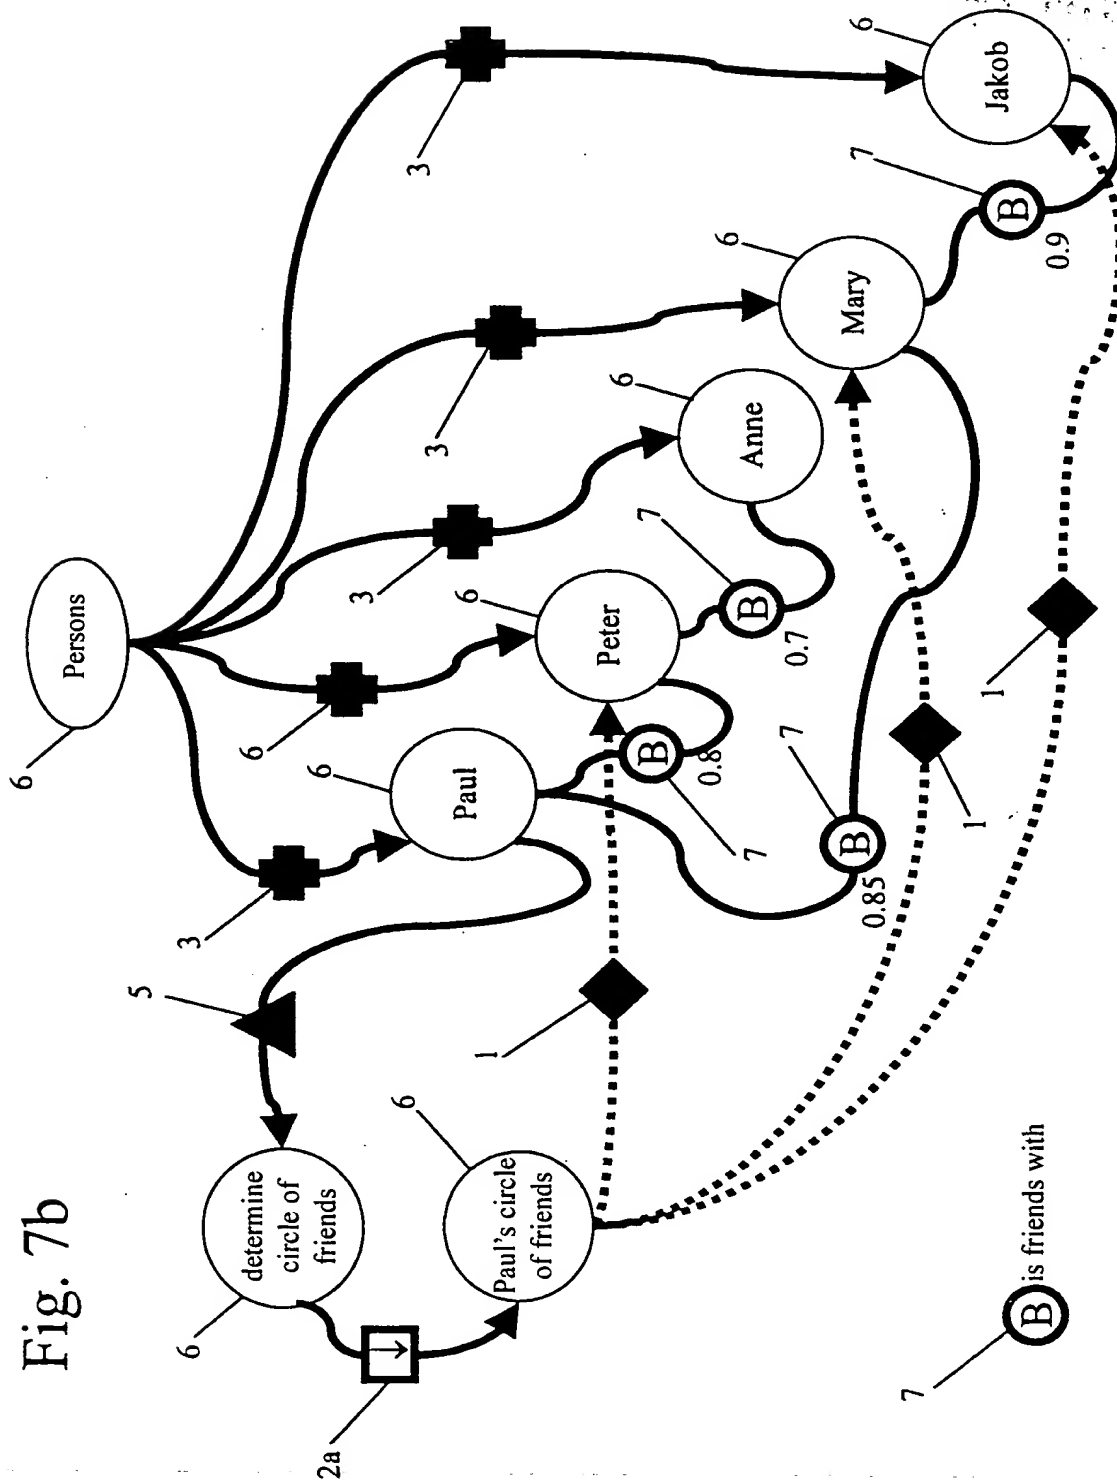 Fig. 7b
6
Persons
5
6
3
6
determine
circle of
friends
6
2a
3
6
3
3
Paul
6
1
Paul's circle
of friends
Peter
6
7
B
0.8
6
B
Anne
7
7
0.7
B
Mary
7
6
0.85
7
1
1
B
Jakob
B is friends with
0.9